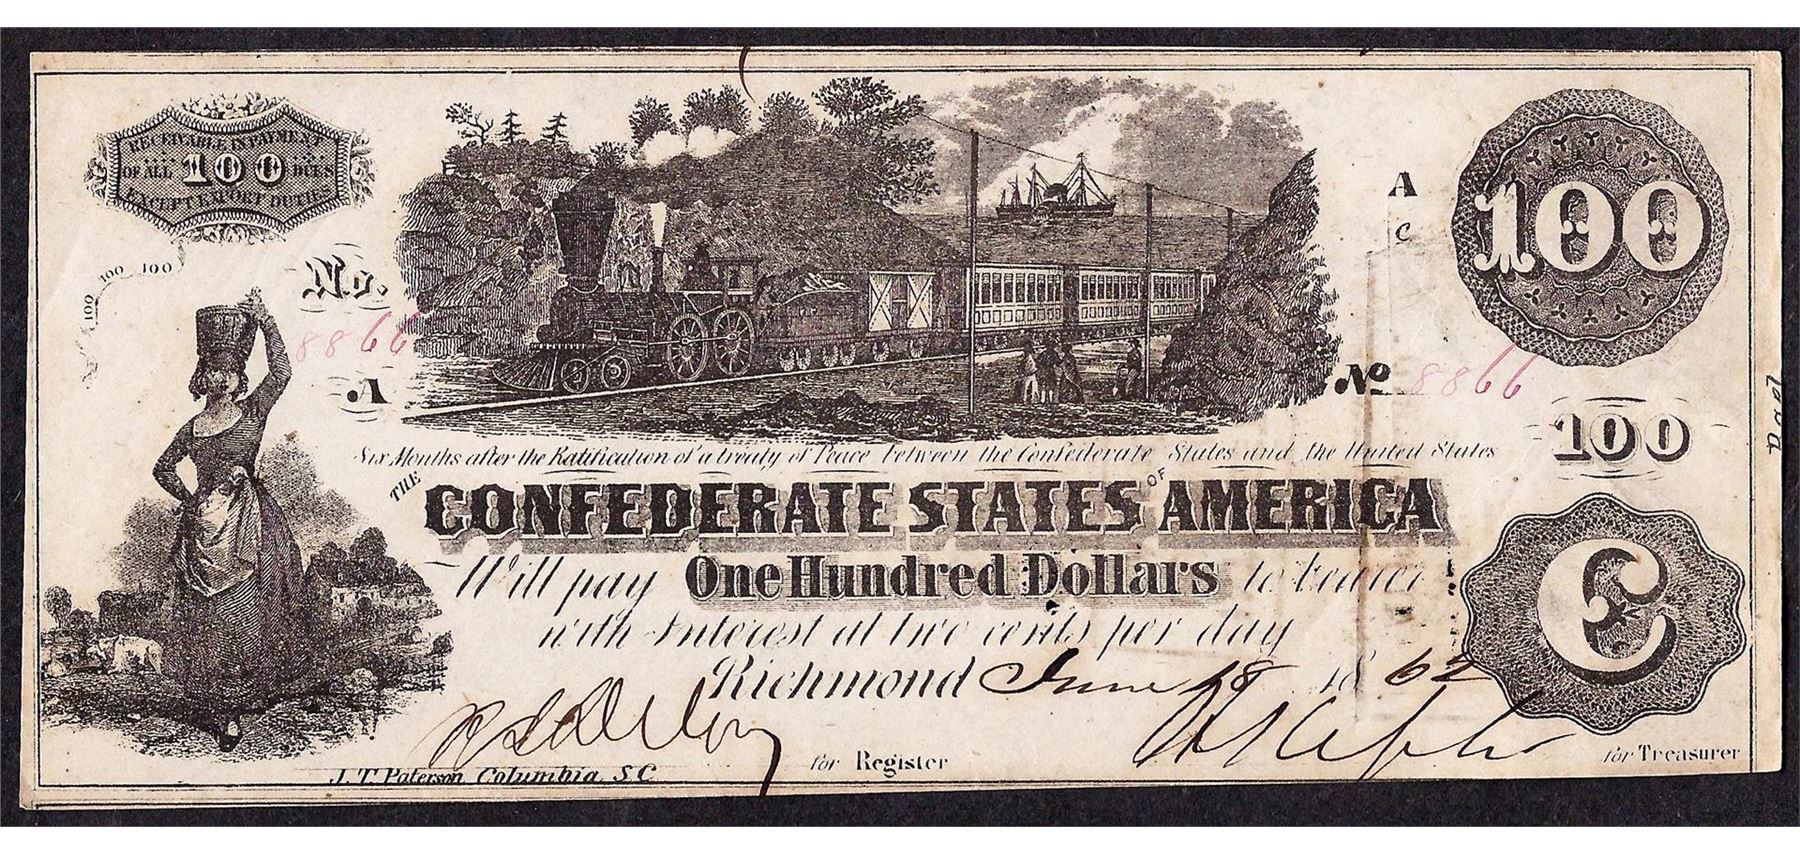 RECEIVABLE IN PAYMENT
OF ALL 100 DUES
EXCEPT EXPORT DUTIES
100 100 100
No. 8866
A
A
c
100
No 8866
100
Six Months after the Ratification of a treaty of Peace between the Confederate States and the United States
THE CONFEDERATE STATES OF AMERICA
Will pay One Hundred Dollars to bearer
with Interest at two cents per day
Richmond June 18 1862
C
for Register
for Treasurer
J. T. Paterson, Columbia, S.C